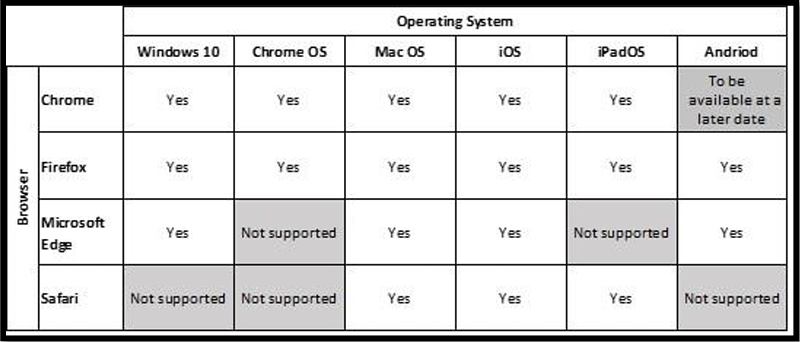 Operating System
Windows 10 Chrome OS Mac OS iOS iPadOS Andriod
Browser
Chrome Yes Yes Yes Yes Yes To be available at a later date
Firefox Yes Yes Yes Yes Yes Yes
Microsoft Edge Yes Not supported Yes Yes Not supported Yes
Safari Not supported Not supported Yes Yes Yes Not supported